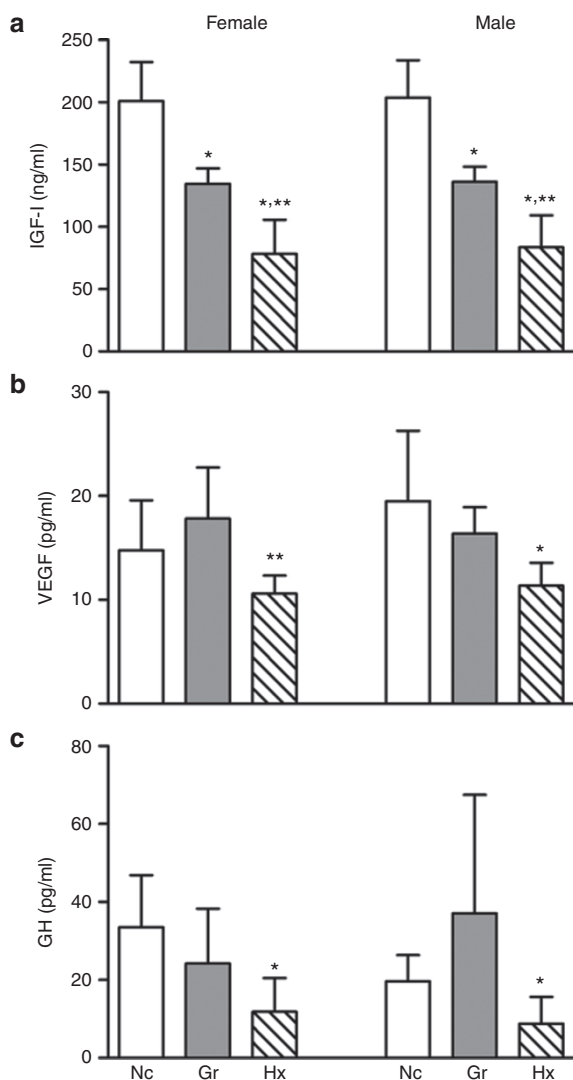 a
Female Male
IGF-I (ng/ml)
250
200
150
100
50
0
*
*,**
*
*,**
b
VEGF (pg/ml)
30
20
10
0
**
*
c
GH (pg/ml)
80
60
40
20
0
*
*
Nc Gr Hx Nc Gr Hx